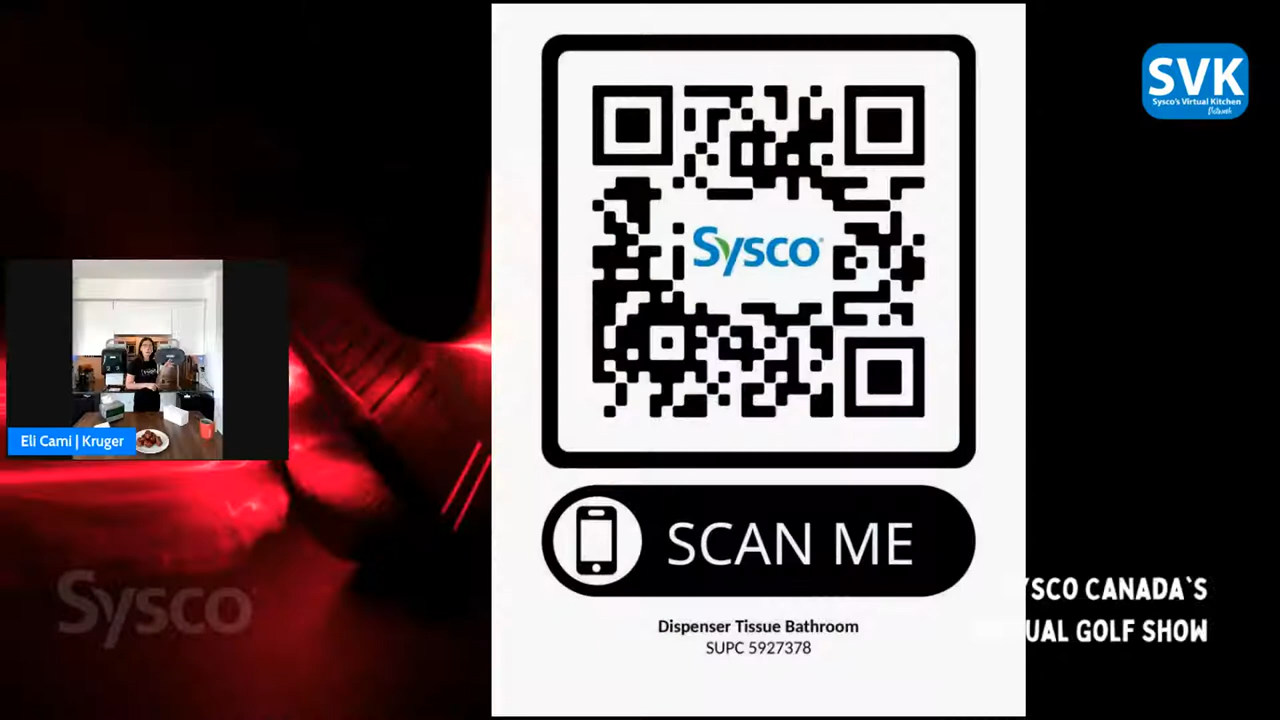 SVK
Sysco's Virtual Kitchen
Network
Sysco
SCAN ME
Dispenser Tissue Bathroom
SUPC 5927378
Eli Cami | Kruger
Sysco
YSCO CANADA'S
UAL GOLF SHOW